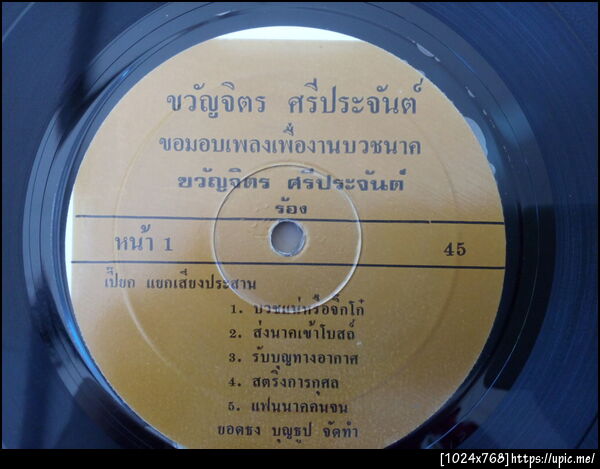 ขวัญจิตร ศรีประจันต์
ขอมอบเพลงเพื่องานบวชนาค
ขวัญจิตร ศรีประจันต์
ร้อง
หน้า 1 45
เปี๊ยก แยกเสียงประสาน
1. บวชแน่หรือจิ๊กโก๋
2. ส่งนาคเข้าโบสถ์
3. รับบุญทางอากาศ
4. สตริงการกุศล
5. แฟนนาคคนจน
ยอดธง บุญธูป จัดทำ
[1024x768]https://upic.me/